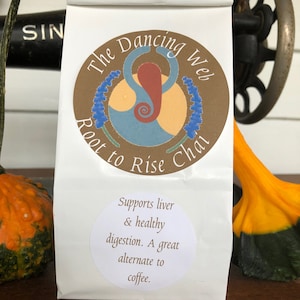 SIN
The Dancing Web
Root to Rise Chai
Supports liver
& healthy
digestion. A great
alternate to
coffee.